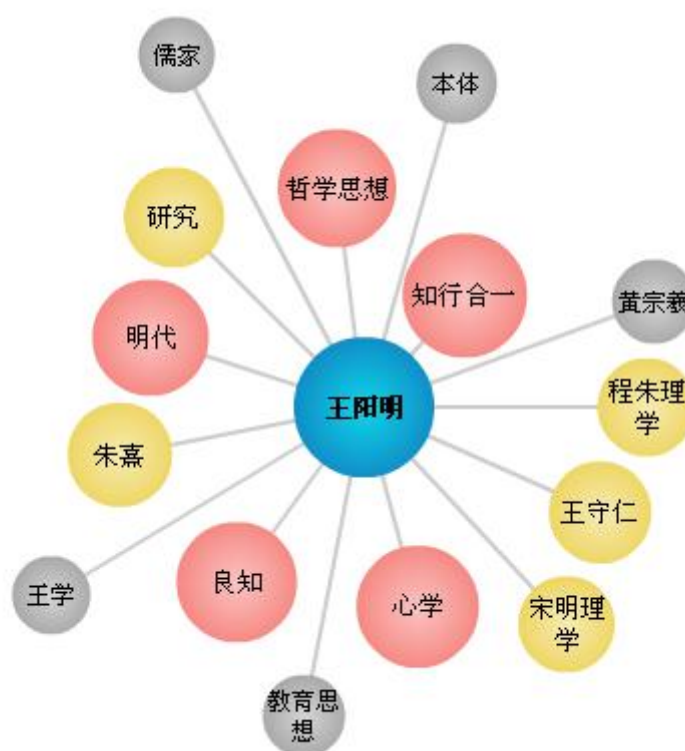 儒家
本体
哲学思想
研究
知行合一
黄宗羲
明代
程朱理
学
王阳明
朱熹
王守仁
良知
王学
心学
宋明理
学
教育思
想